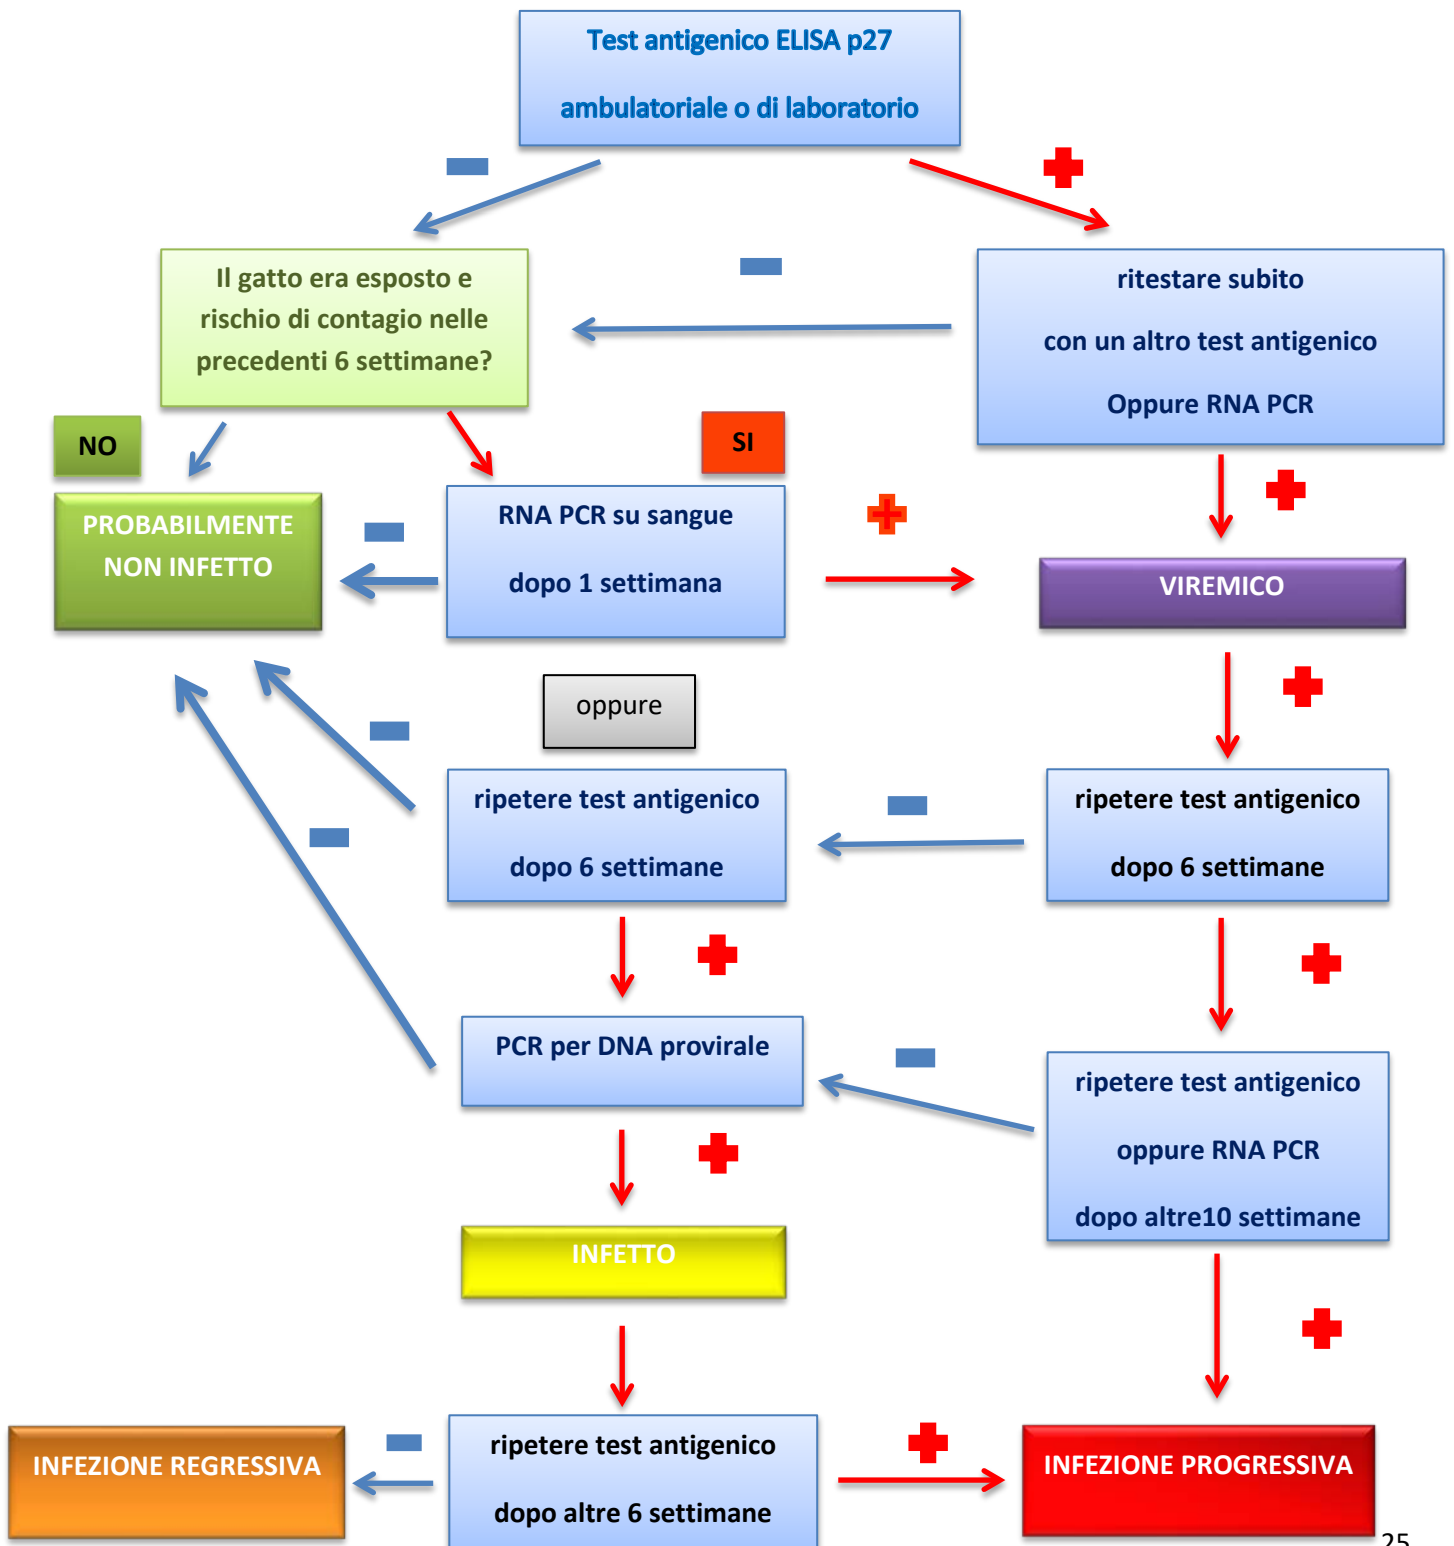 Test antigenico ELISA p27
ambulatoriale o di laboratorio
Il gatto era esposto e
rischio di contagio nelle
precedenti 6 settimane?
ritestare subito
con un altro test antigenico
Oppure RNA PCR
NO
SI
PROBABILMENTE
NON INFETTO
RNA PCR su sangue
dopo 1 settimana
VIREMICO
oppure
ripetere test antigenico
dopo 6 settimane
ripetere test antigenico
dopo 6 settimane
PCR per DNA provirale
ripetere test antigenico
oppure RNA PCR
dopo altre10 settimane
INFETTO
INFEZIONE REGRESSIVA
ripetere test antigenico
dopo altre 6 settimane
INFEZIONE PROGRESSIVA
25